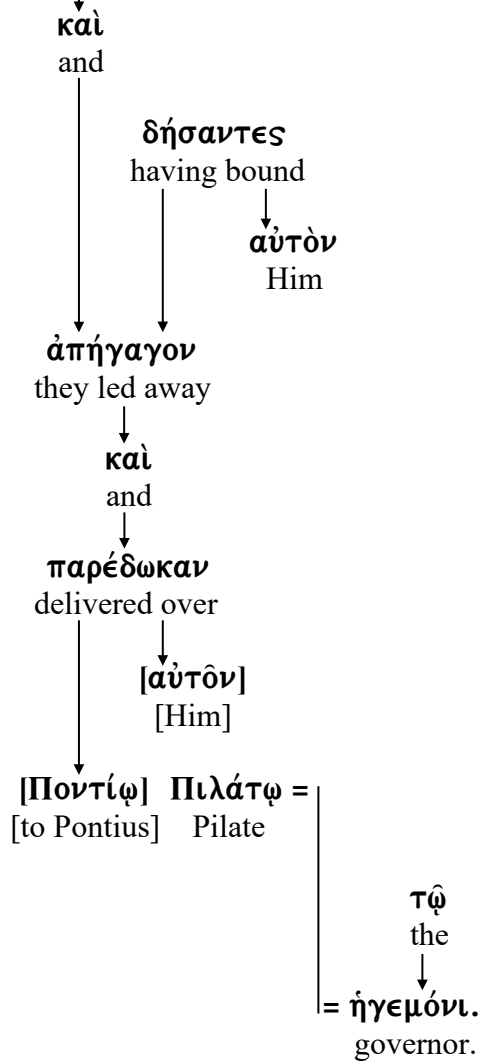 καὶ
and
δήσαντες
having bound
αὐτὸν
Him
ἀπήγαγον
they led away
καὶ
and
παρέδωκαν
delivered over
[αὐτο̑ν]
[Him]
[Ποντίῳ] Πιλάτῳ =
[to Pontius] Pilate
τῷ
the
= ἡγεμόνι.
governor.